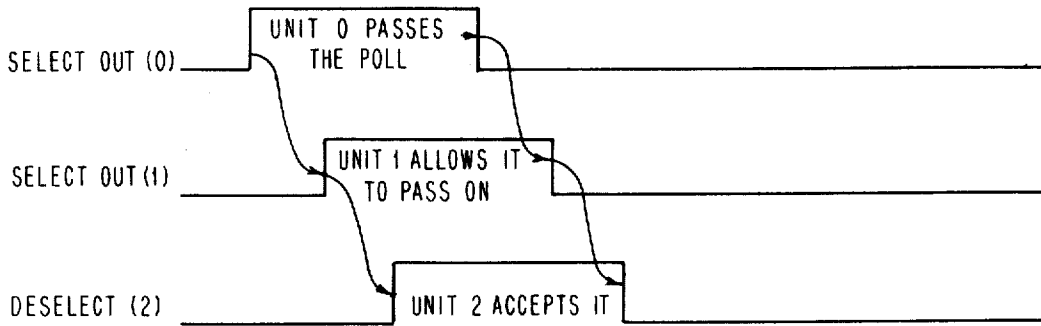 UNIT 0 PASSES
THE POLL
SELECT OUT (0)
UNIT 1 ALLOWS IT
TO PASS ON
SELECT OUT (1)
UNIT 2 ACCEPTS IT
DESELECT (2)